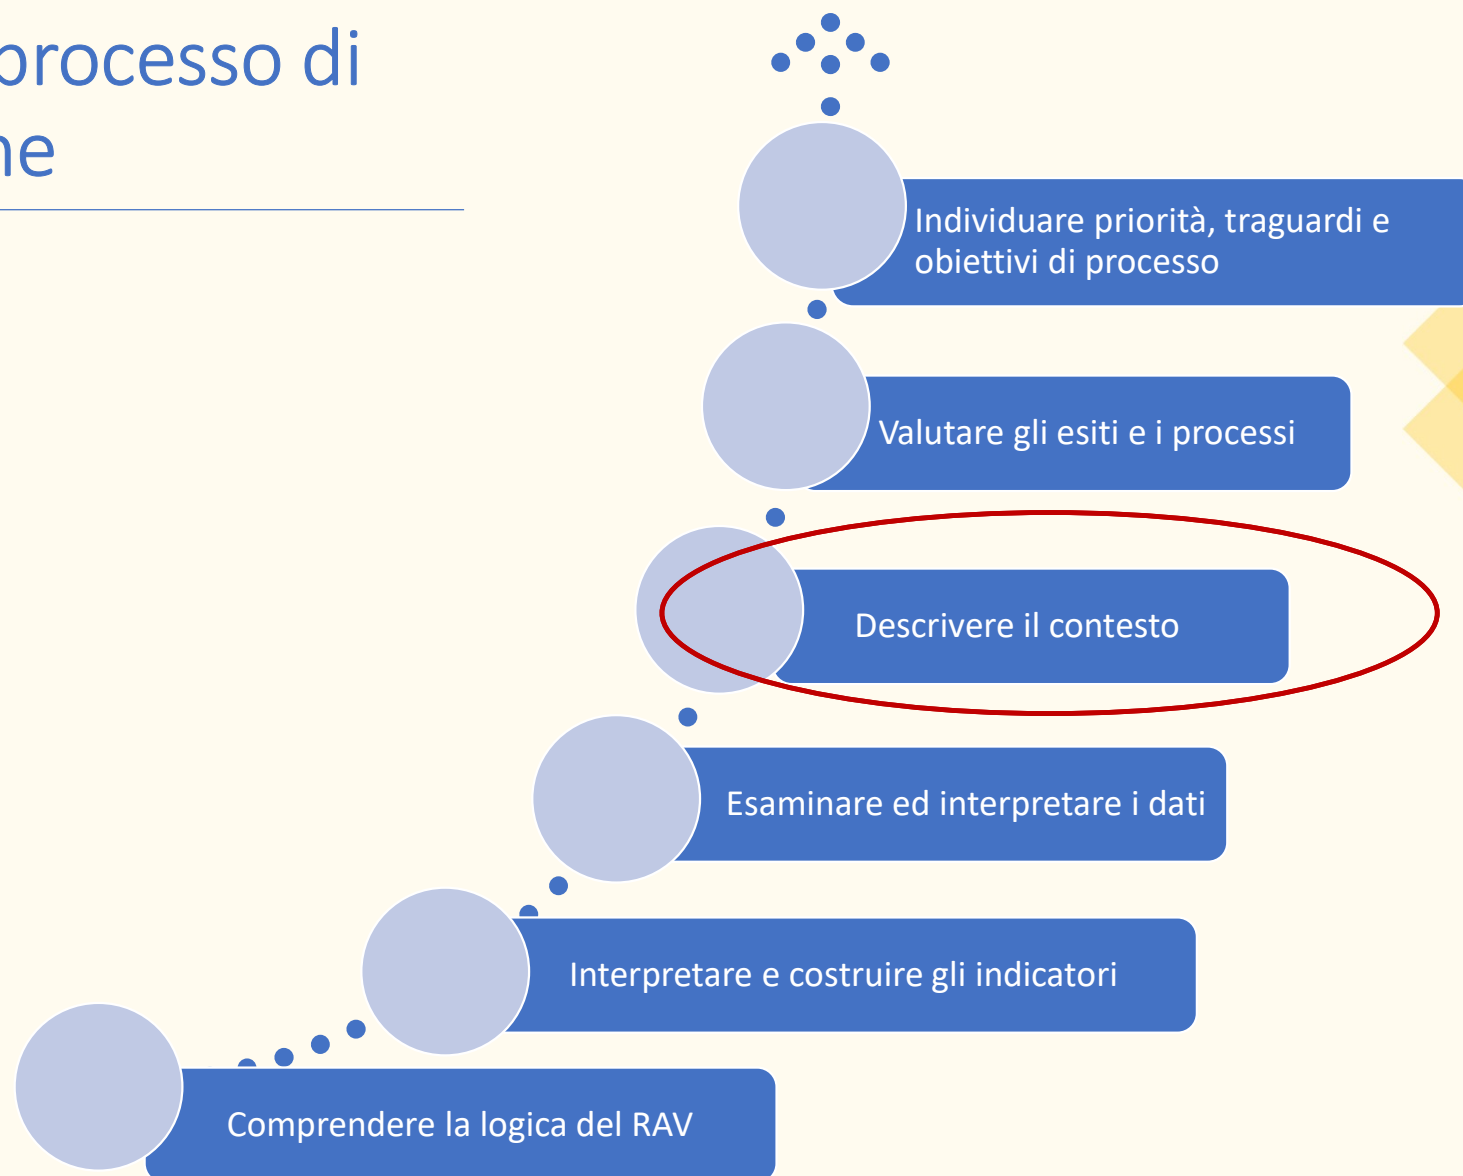 processo di
ne
Individuare priorità, traguardi e
obiettivi di processo
Valutare gli esiti e i processi
Descrivere il contesto
Esaminare ed interpretare i dati
Interpretare e costruire gli indicatori
Comprendere la logica del RAV